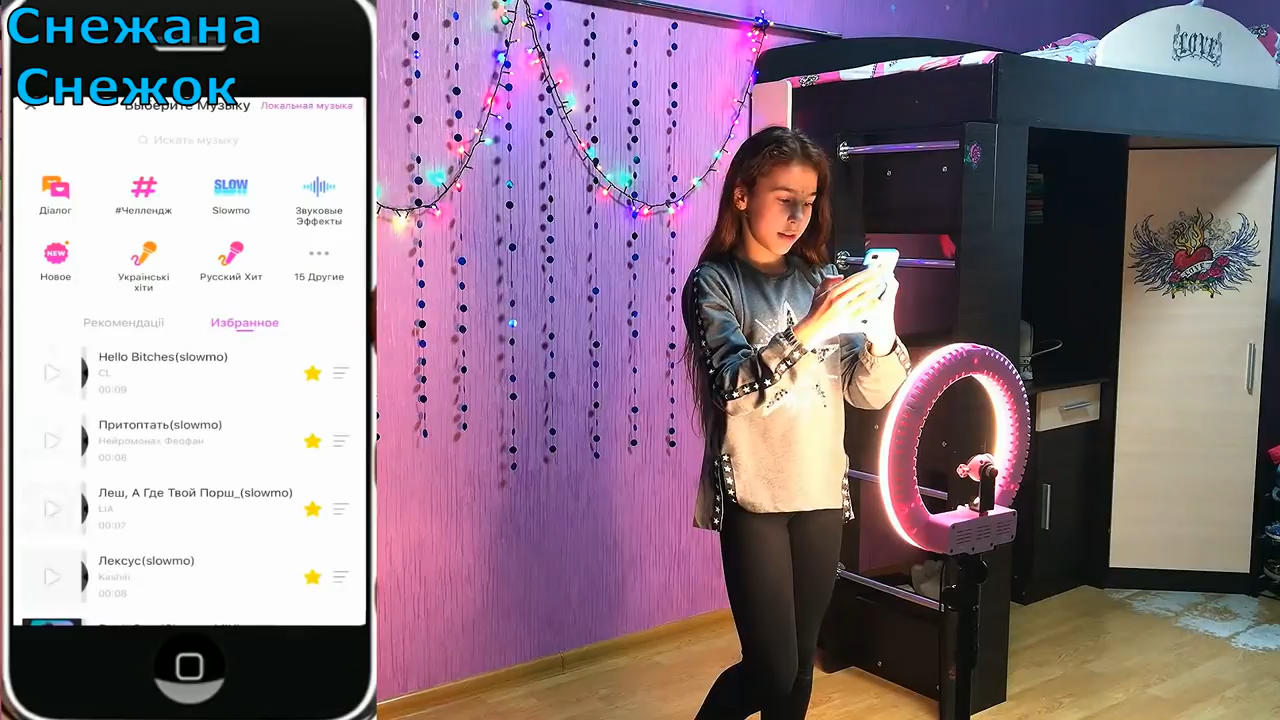 Снежана
Снежок
Выберите Музыку
Локальная музыка
Искать музыку
Діалог
#Челлендж
SLOW
Slowmo
Звуковые
Эффекты
NEW
Новое
Українські
хіти
Русский Хит
15 Другие
Рекомендації
Избранное
Hello Bitches(slowmo)
CL
00:09
Притоптать(slowmo)
Нейромонах Феофан
00:08
Леш, А Где Твой Порш_(slowmo)
LIA
00:07
Лексус(slowmo)
Kashin
00:08
LOVE